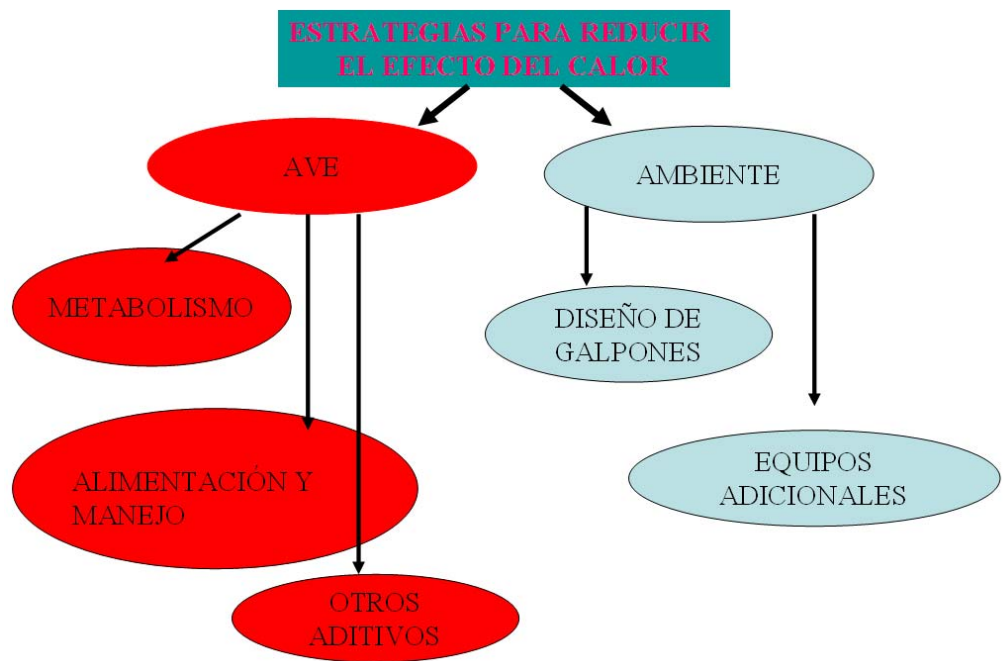 ESTRATEGIAS PARA REDUCIR
EL EFECTO DEL CALOR
AVE
AMBIENTE
METABOLISMO
DISEÑO DE
GALPONES
ALIMENTACIÓN Y
MANEJO
EQUIPOS
ADICIONALES
OTROS
ADITIVOS